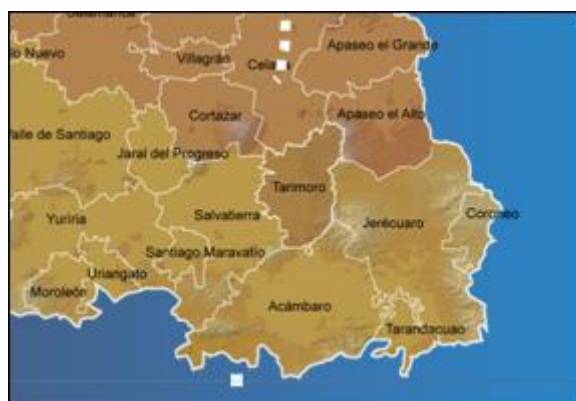 Salamanca
Apaseo el Grande
Villagrán
Cortazar
Apaseo el Alto
Valle de Santiago
Jaral del Progreso
Tarimoro
Yuriria
Salvatierra
Jerécuaro
Coroneo
Santiago Maravatío
Uriangato
Moroleón
Acámbaro
Tarandacuao